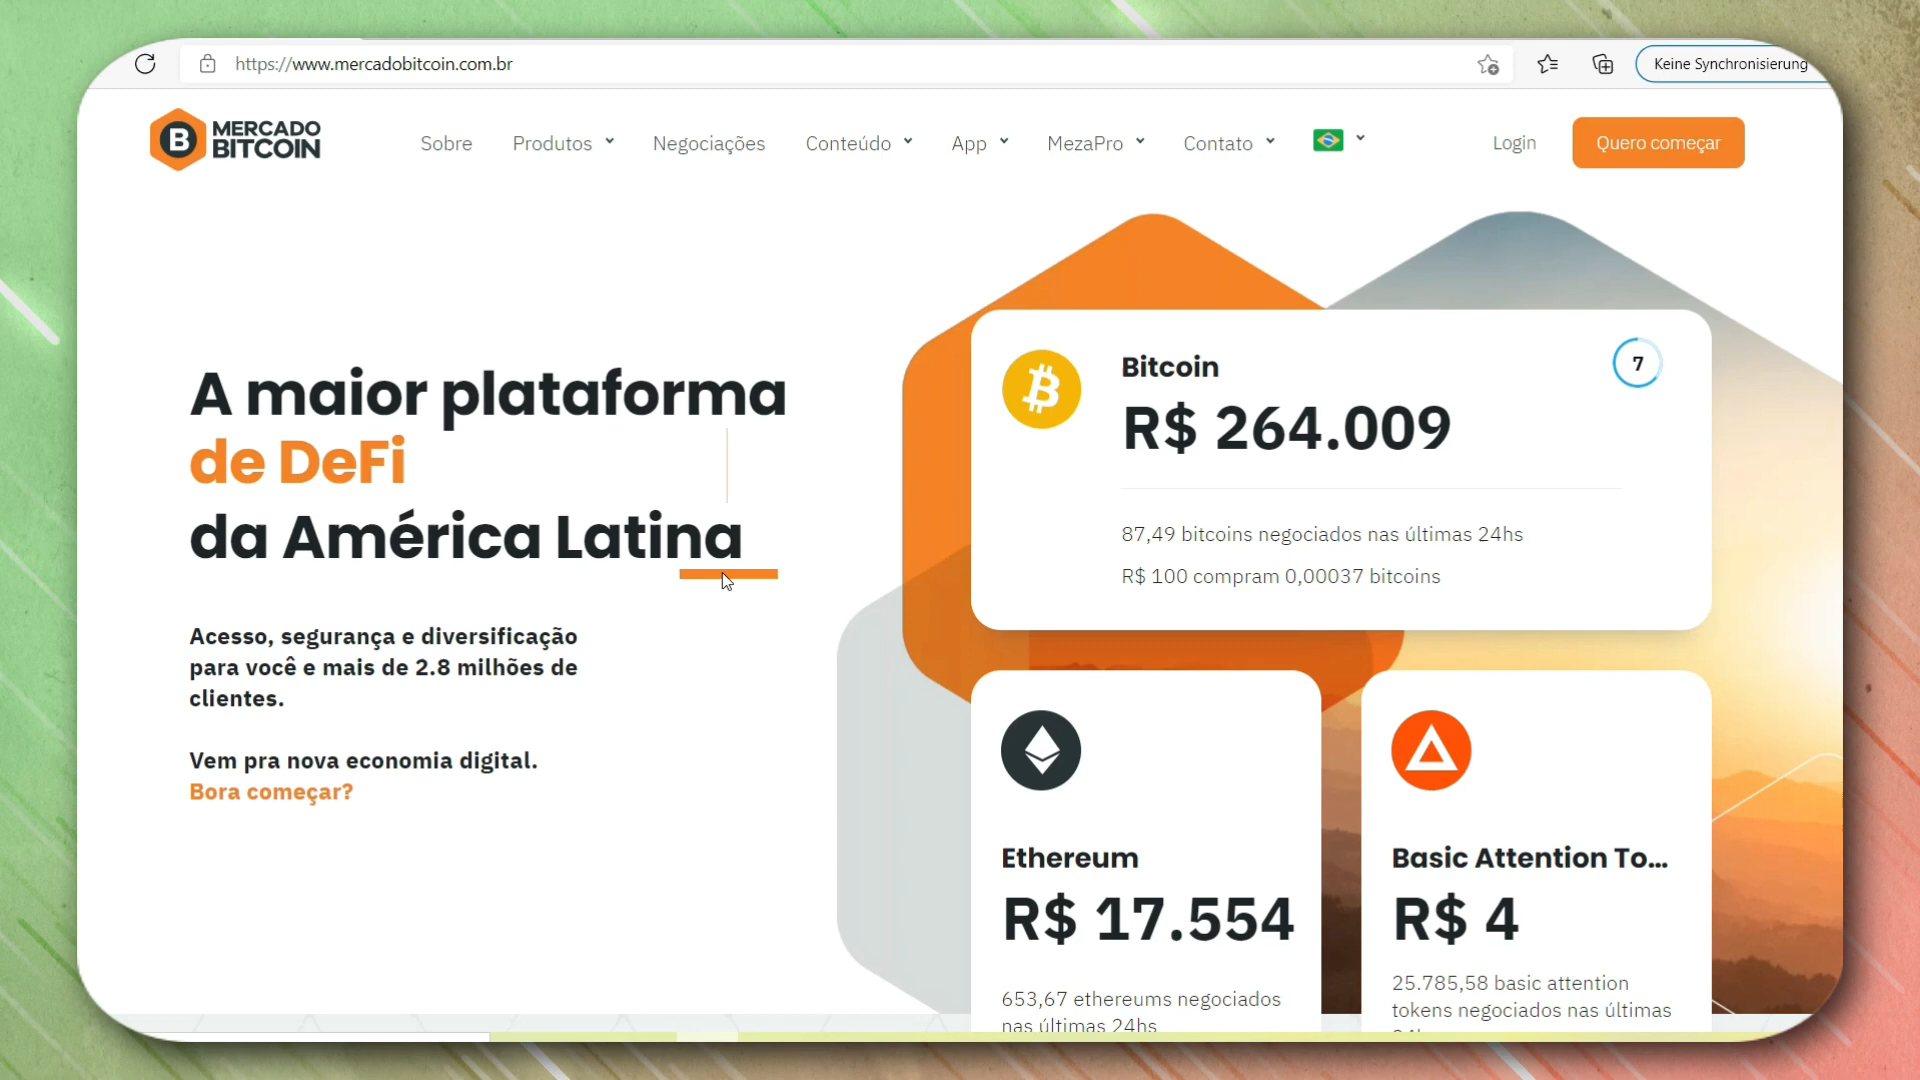 https://www.mercadobitcoin.com.br
Keine Synchronisierung
MERCADO
BITCOIN
Sobre
Produtos
Negociações
Conteúdo
App
MezaPro
Contato
Login
Quero começar
A maior plataforma
de DeFi
da América Latina
Acesso, segurança e diversificação
para você e mais de 2.8 milhões de
clientes.
Vem pra nova economia digital.
Bora começar?
Bitcoin
7
R$ 264.009
87,49 bitcoins negociados nas últimas 24hs
R$ 100 compram 0,00037 bitcoins
Ethereum
R$ 17.554
653,67 ethereums negociados
nas últimas 24hs
Basic Attention To...
R$ 4
25.785,58 basic attention
tokens negociados nas últimas